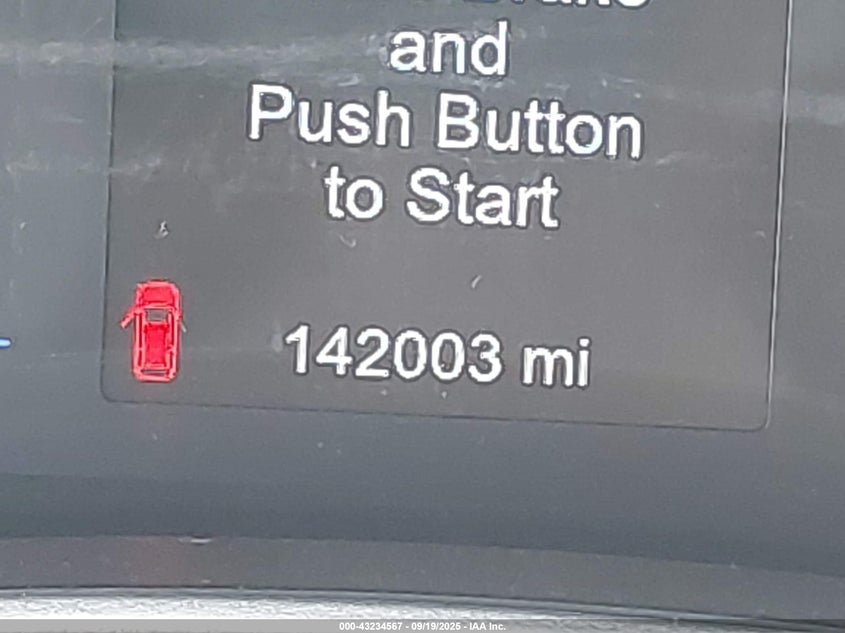 and
Push Button
to Start
142003 mi
000-43234567 - 09/19/2025 - IAA Inc.